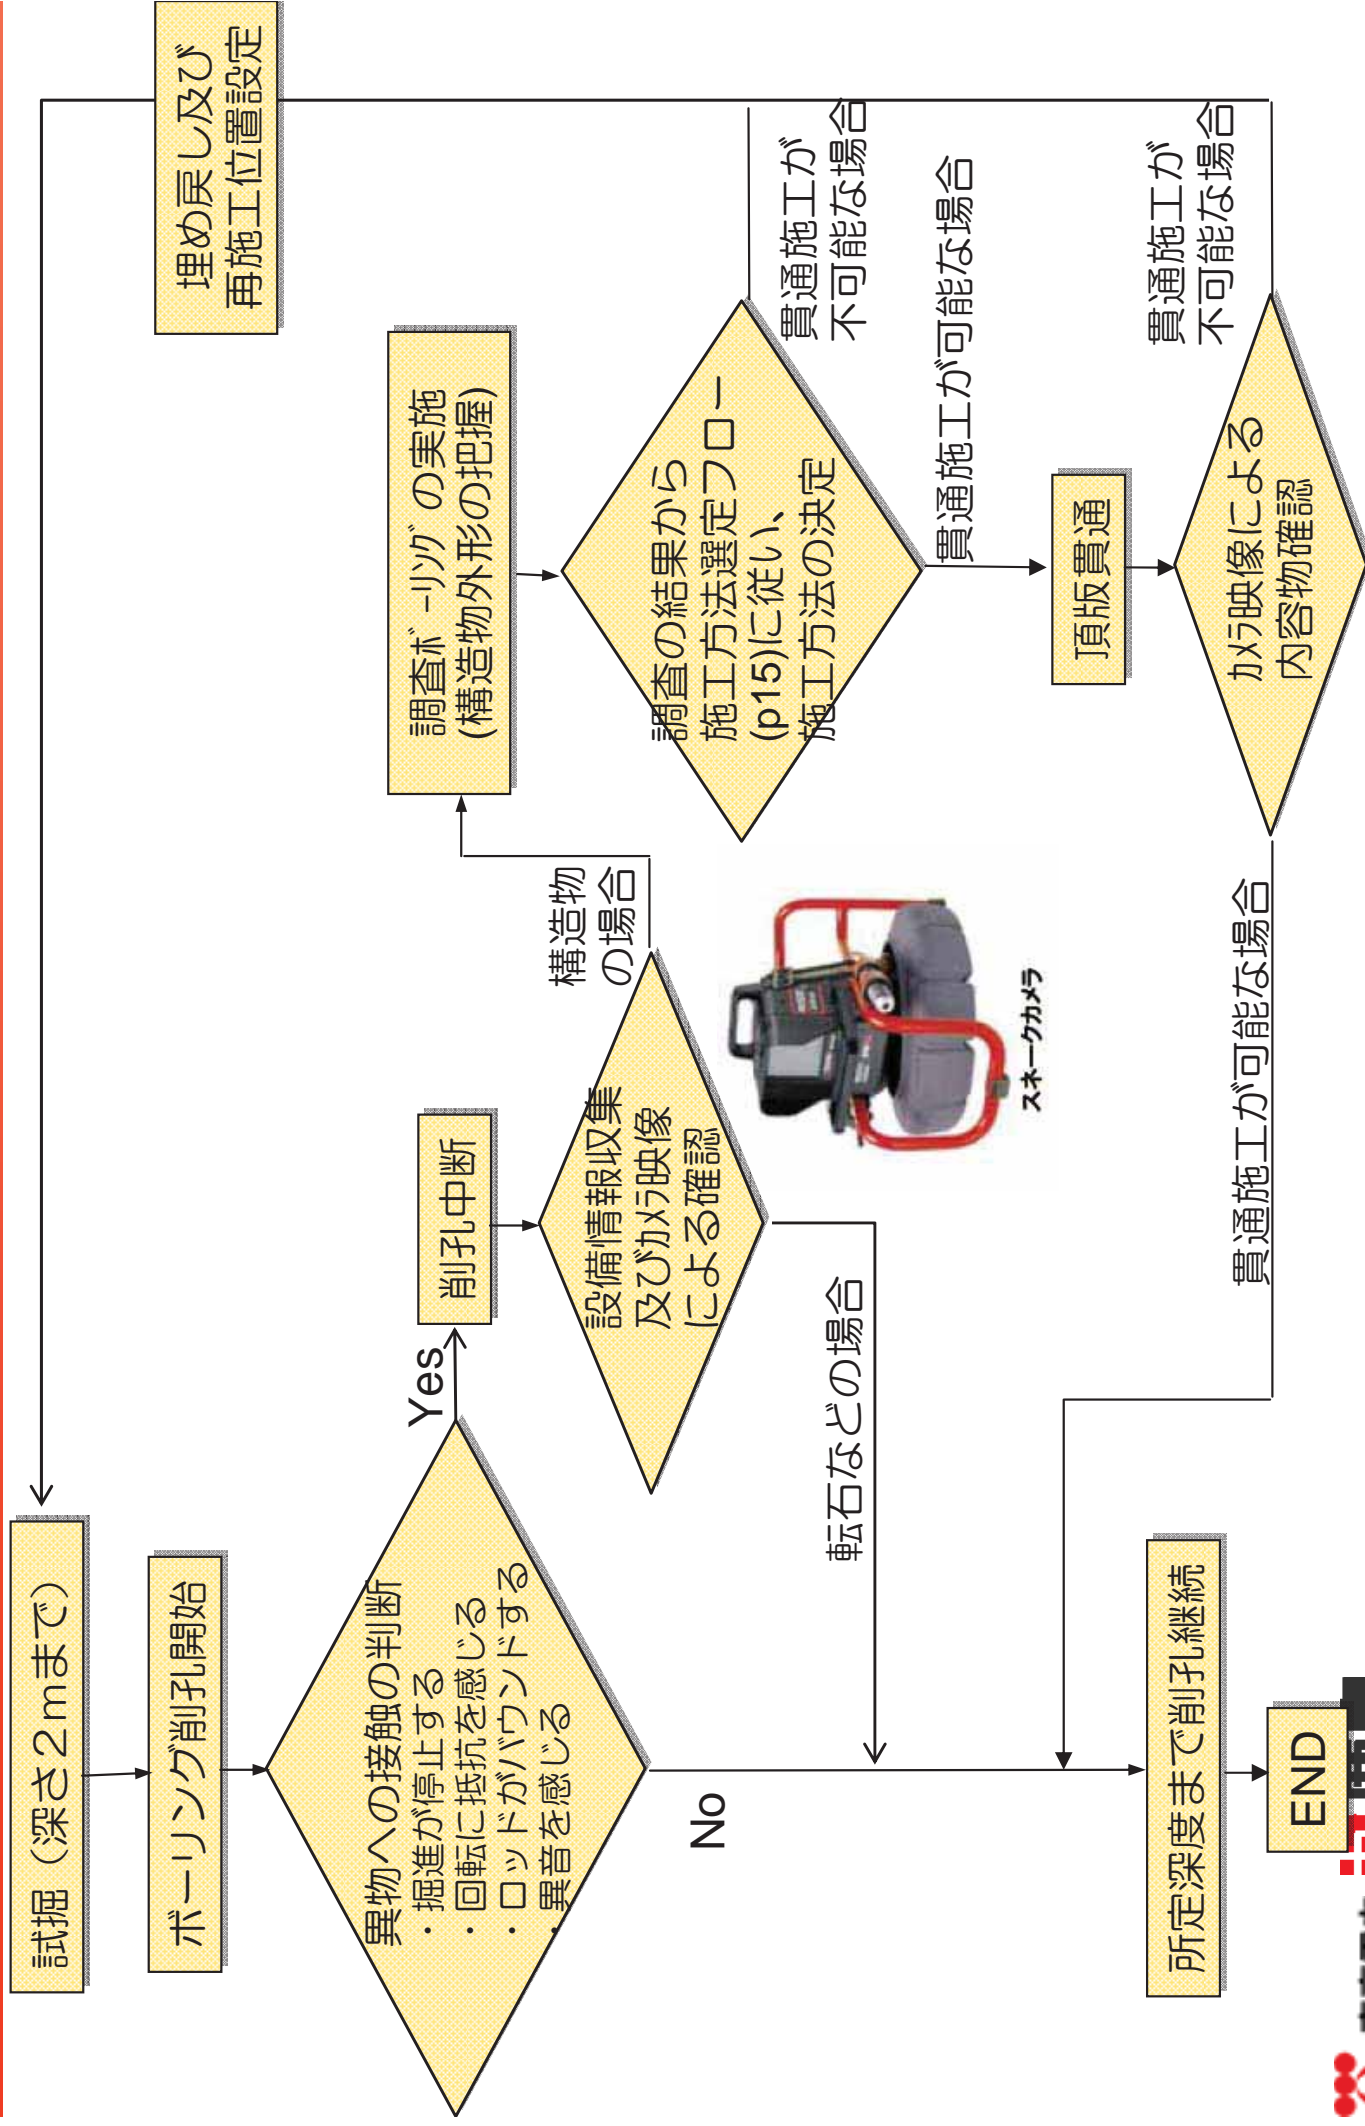 試掘（深さ２ｍまで）
ボーリング削孔開始
異物への接触の判断
・掘進が停止する
・回転に抵抗を感じる
・ロッドがバウンドする
・異音を感じる
Yes
No
削孔中断
設備情報収集
及びｶﾒﾗ映像
による確認
構造物
の場合
転石などの場合
スネークカメラ
調査ﾎﾞｰﾘﾝｸﾞの実施
(構造物外形の把握)
調査の結果から
施工方法選定フロー
(p15)に従い、
施工方法の決定
貫通施工が
不可能な場合
貫通施工が可能な場合
頂版貫通
ｶﾒﾗ映像による
内容物確認
貫通施工が
不可能な場合
貫通施工が可能な場合
埋め戻し及び
再施工位置設定
所定深度まで削孔継続
END